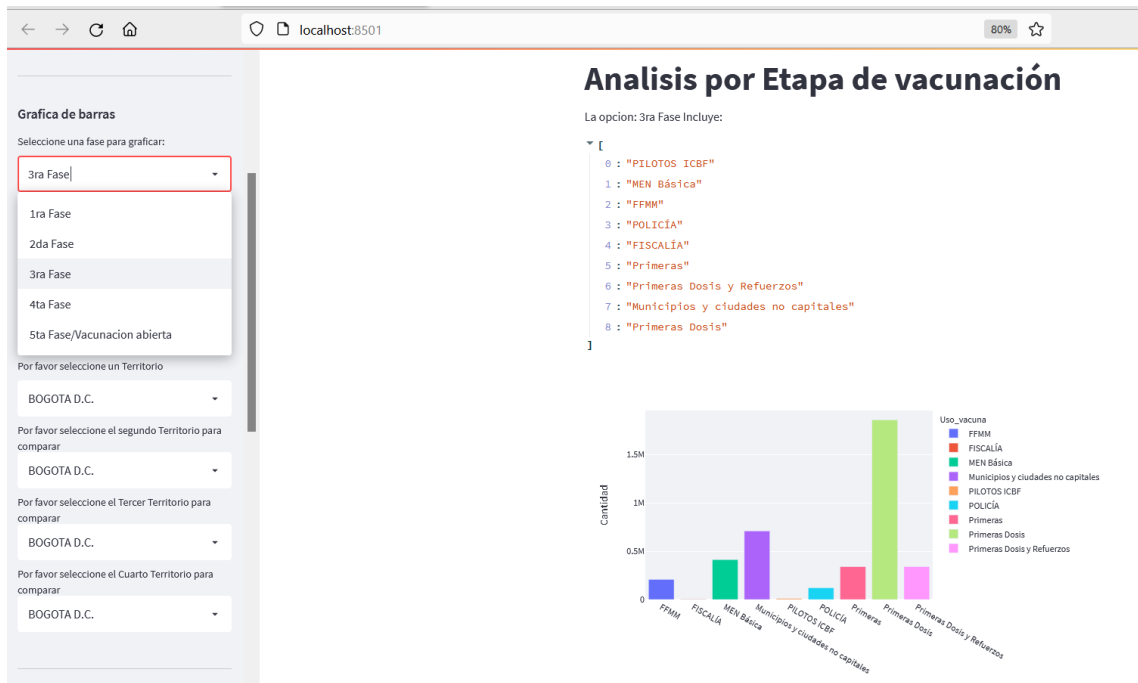 localhost:8501
80%
Grafica de barras
Seleccione una fase para graficar:
3ra Fase
1ra Fase
2da Fase
3ra Fase
4ta Fase
5ta Fase/Vacunacion abierta
Por favor seleccione un Territorio
BOGOTA D.C.
Por favor seleccione el segundo Territorio para
comparar
BOGOTA D.C.
Por favor seleccione el Tercer Territorio para
comparar
BOGOTA D.C.
Por favor seleccione el Cuarto Territorio para
comparar
BOGOTA D.C.
Analisis por Etapa de vacunación
La opcion: 3ra Fase Incluye:
[
0 : "PILOTOS ICBF"
1 : "MEN Básica"
2 : "FFMM"
3 : "POLICÍA"
4 : "FISCALÍA"
5 : "Primeras"
6 : "Primeras Dosis y Refuerzos"
7 : "Municipios y ciudades no capitales"
8 : "Primeras Dosis"
]
Cantidad
1.5M
1M
0.5M
0
FFMM
FISCALÍA
MEN Básica
Municipios y ciudades no capitales
PILOTOS ICBF
POLICÍA
Primeras
Primeras Dosis
Primeras Dosis y Refuerzos
Uso_vacuna
FFMM
FISCALÍA
MEN Básica
Municipios y ciudades no capitales
PILOTOS ICBF
POLICÍA
Primeras
Primeras Dosis
Primeras Dosis y Refuerzos